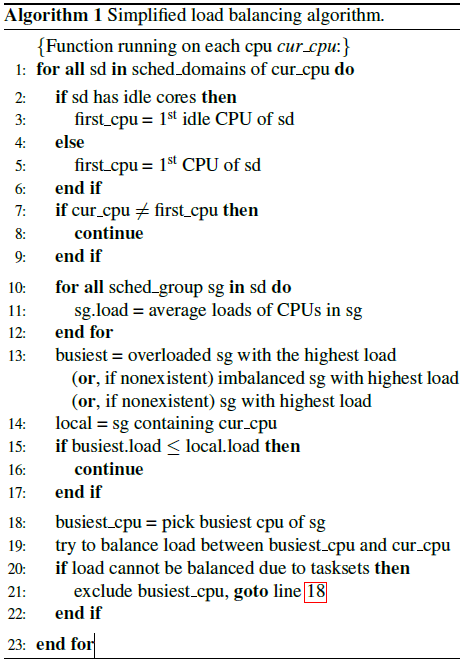 Algorithm 1 Simplified load balancing algorithm.
{Function running on each cpu cur_cpu:}
1: for all sd in sched_domains of cur_cpu do
2: if sd has idle cores then
3: first_cpu = 1st idle CPU of sd
4: else
5: first_cpu = 1st CPU of sd
6: end if
7: if cur_cpu ≠ first_cpu then
8: continue
9: end if
10: for all sched_group sg in sd do
11: sg.load = average loads of CPUs in sg
12: end for
13: busiest = overloaded sg with the highest load
(or, if nonexistent) imbalanced sg with highest load
(or, if nonexistent) sg with highest load
14: local = sg containing cur_cpu
15: if busiest.load ≤ local.load then
16: continue
17: end if
18: busiest_cpu = pick busiest cpu of sg
19: try to balance load between busiest_cpu and cur_cpu
20: if load cannot be balanced due to tasksets then
21: exclude busiest_cpu, goto line 18
22: end if
23: end for